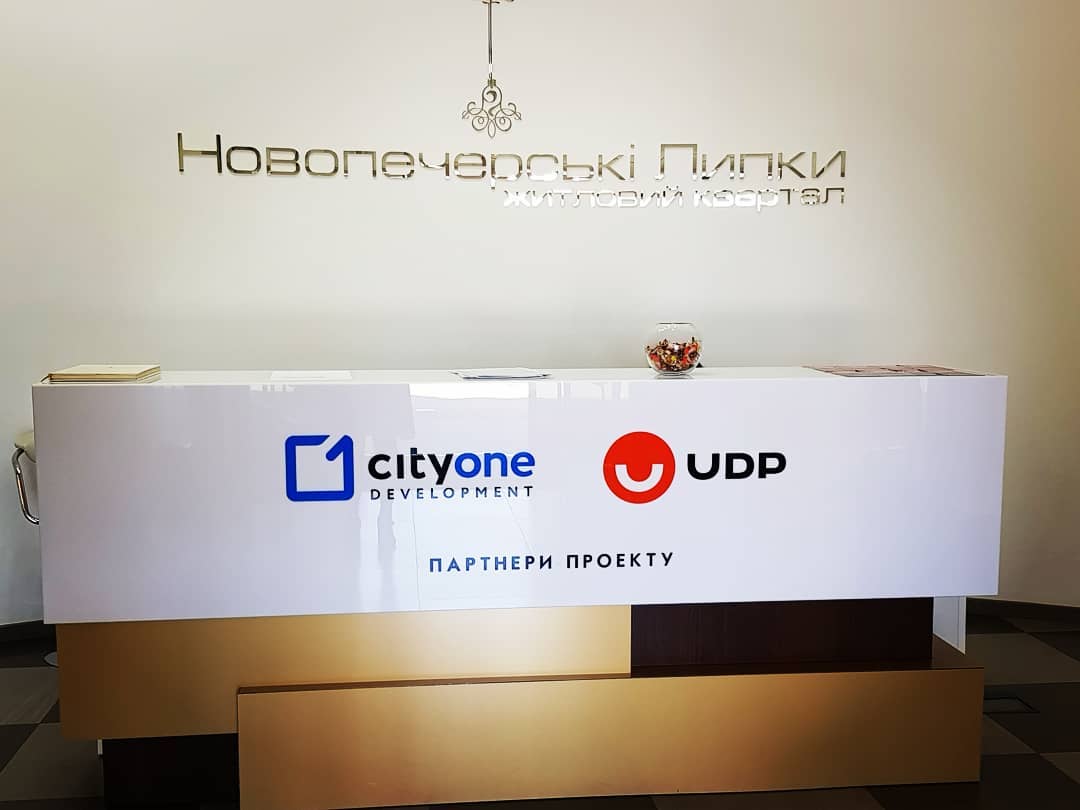 Новопечерські Липки
житловий квартал
cityone
DEVELOPMENT
UDP
ПАРТНЕРИ ПРОЕКТУ